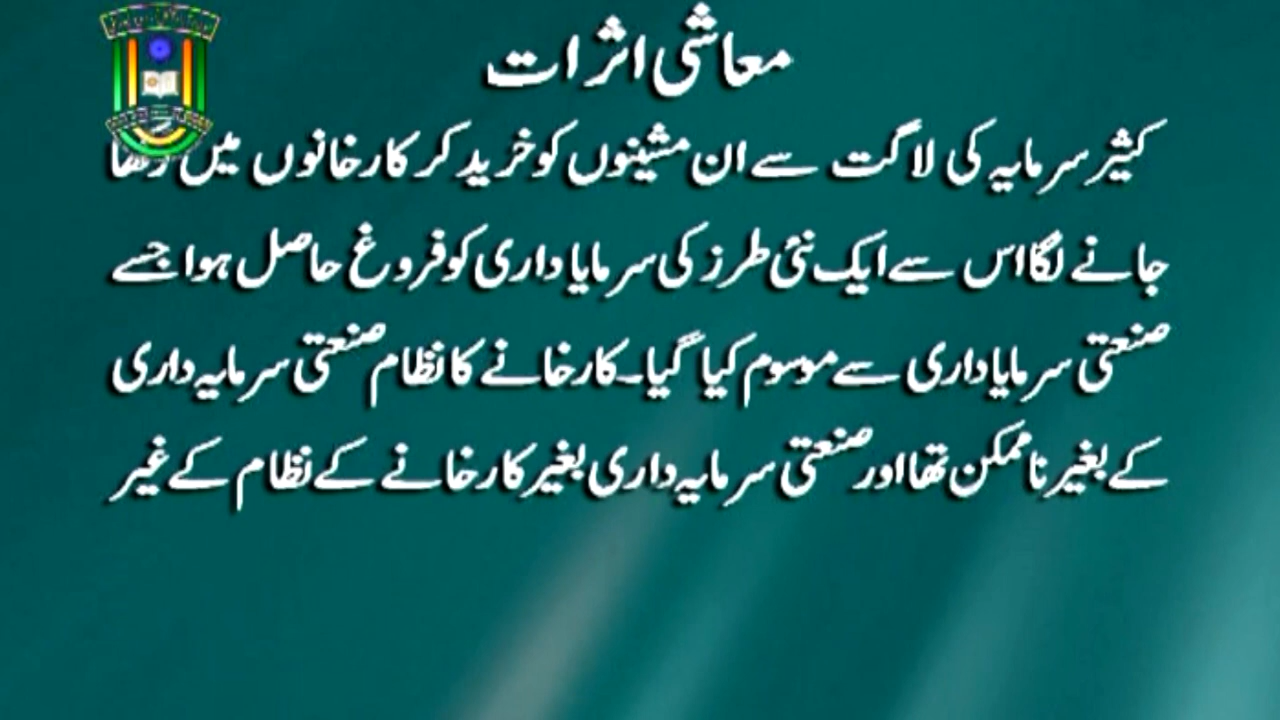 معاشی اثرات
کثیر سرمایہ کی لاگت سے ان مشینوں کو خرید کر کارخانوں میں رکھا
جانے لگا اس سے ایک نئی طرز کی سرمایا داری کو فروغ حاصل ہوا جسے
صنعتی سرمایا داری سے موسوم کیا گیا۔ کارخانے کا نظام صنعتی سرمایہ داری
کے بغیر ناممکن تھا اور صنعتی سرمایہ داری بغیر کارخانے کے نظام کے غیر